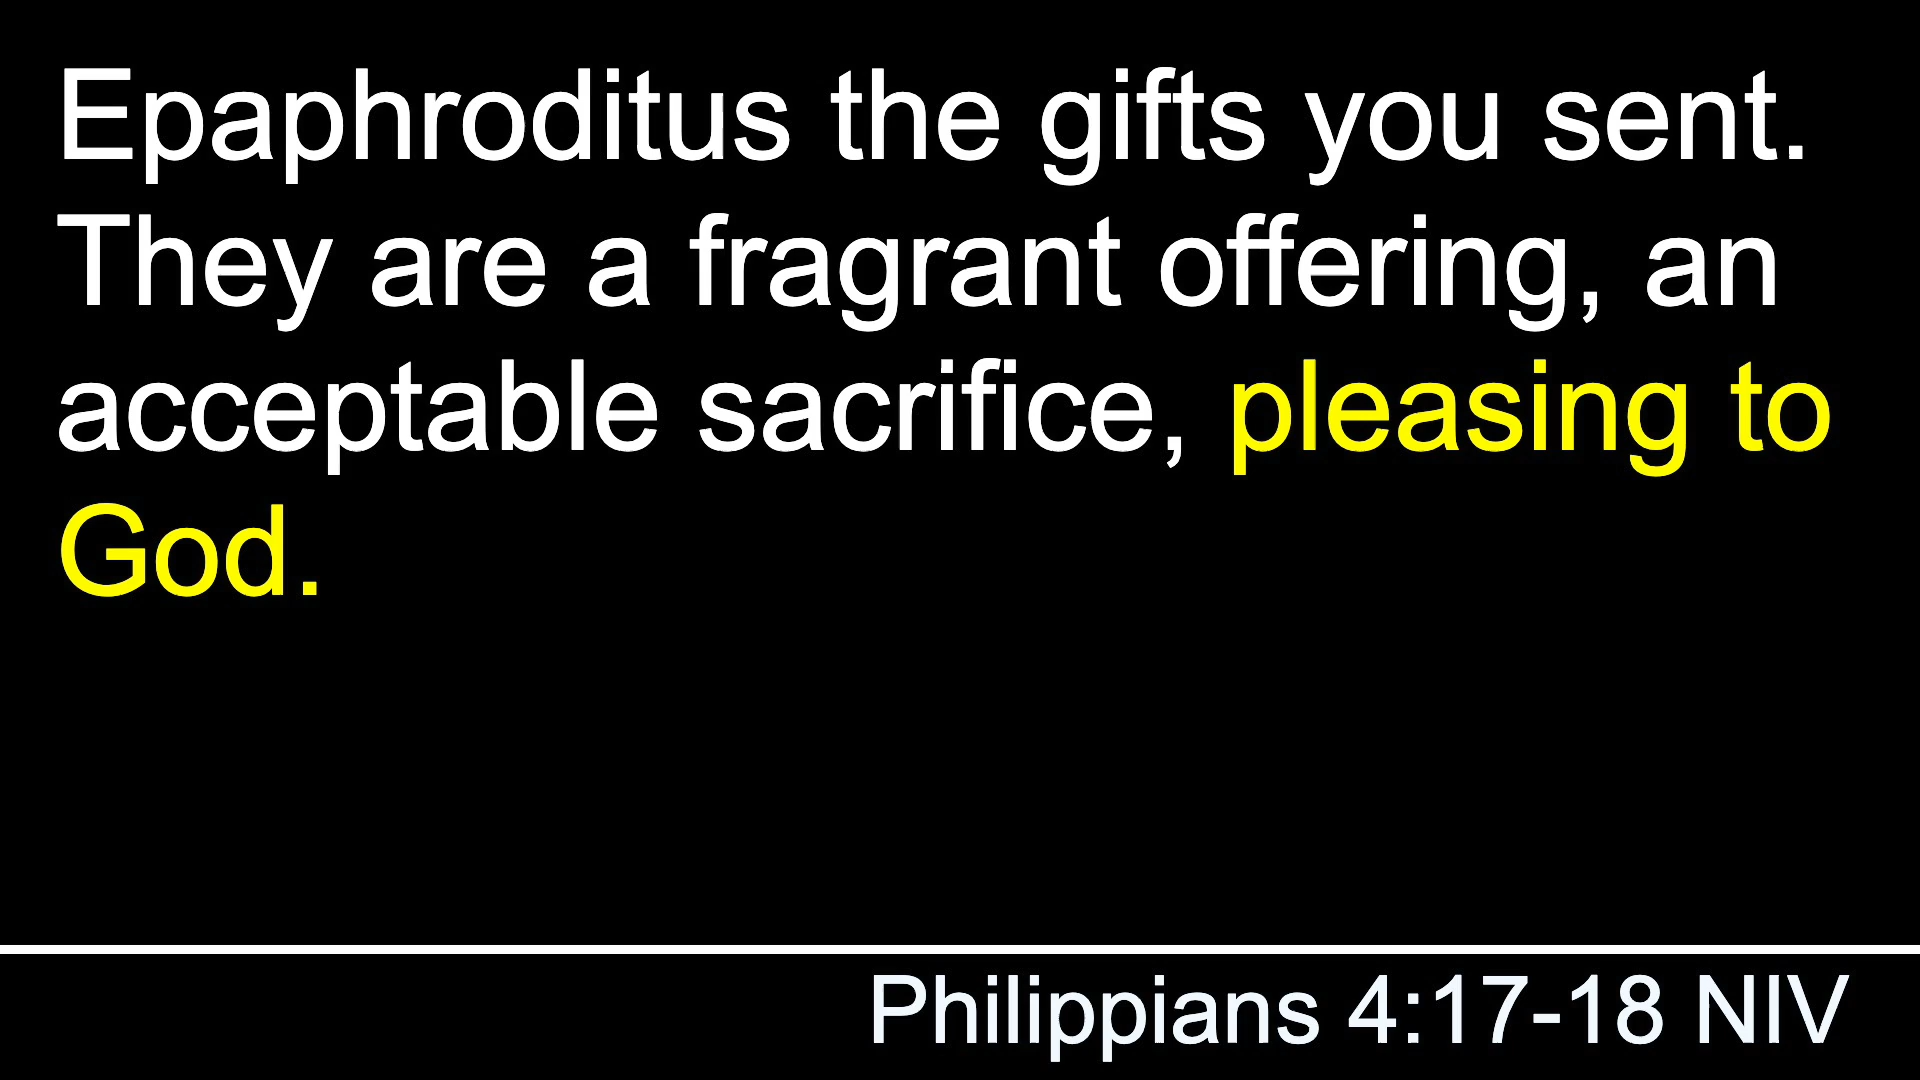 Epaphroditus the gifts you sent.
They are a fragrant offering, an
acceptable sacrifice, pleasing to
God.
Philippians 4:17-18 NIV